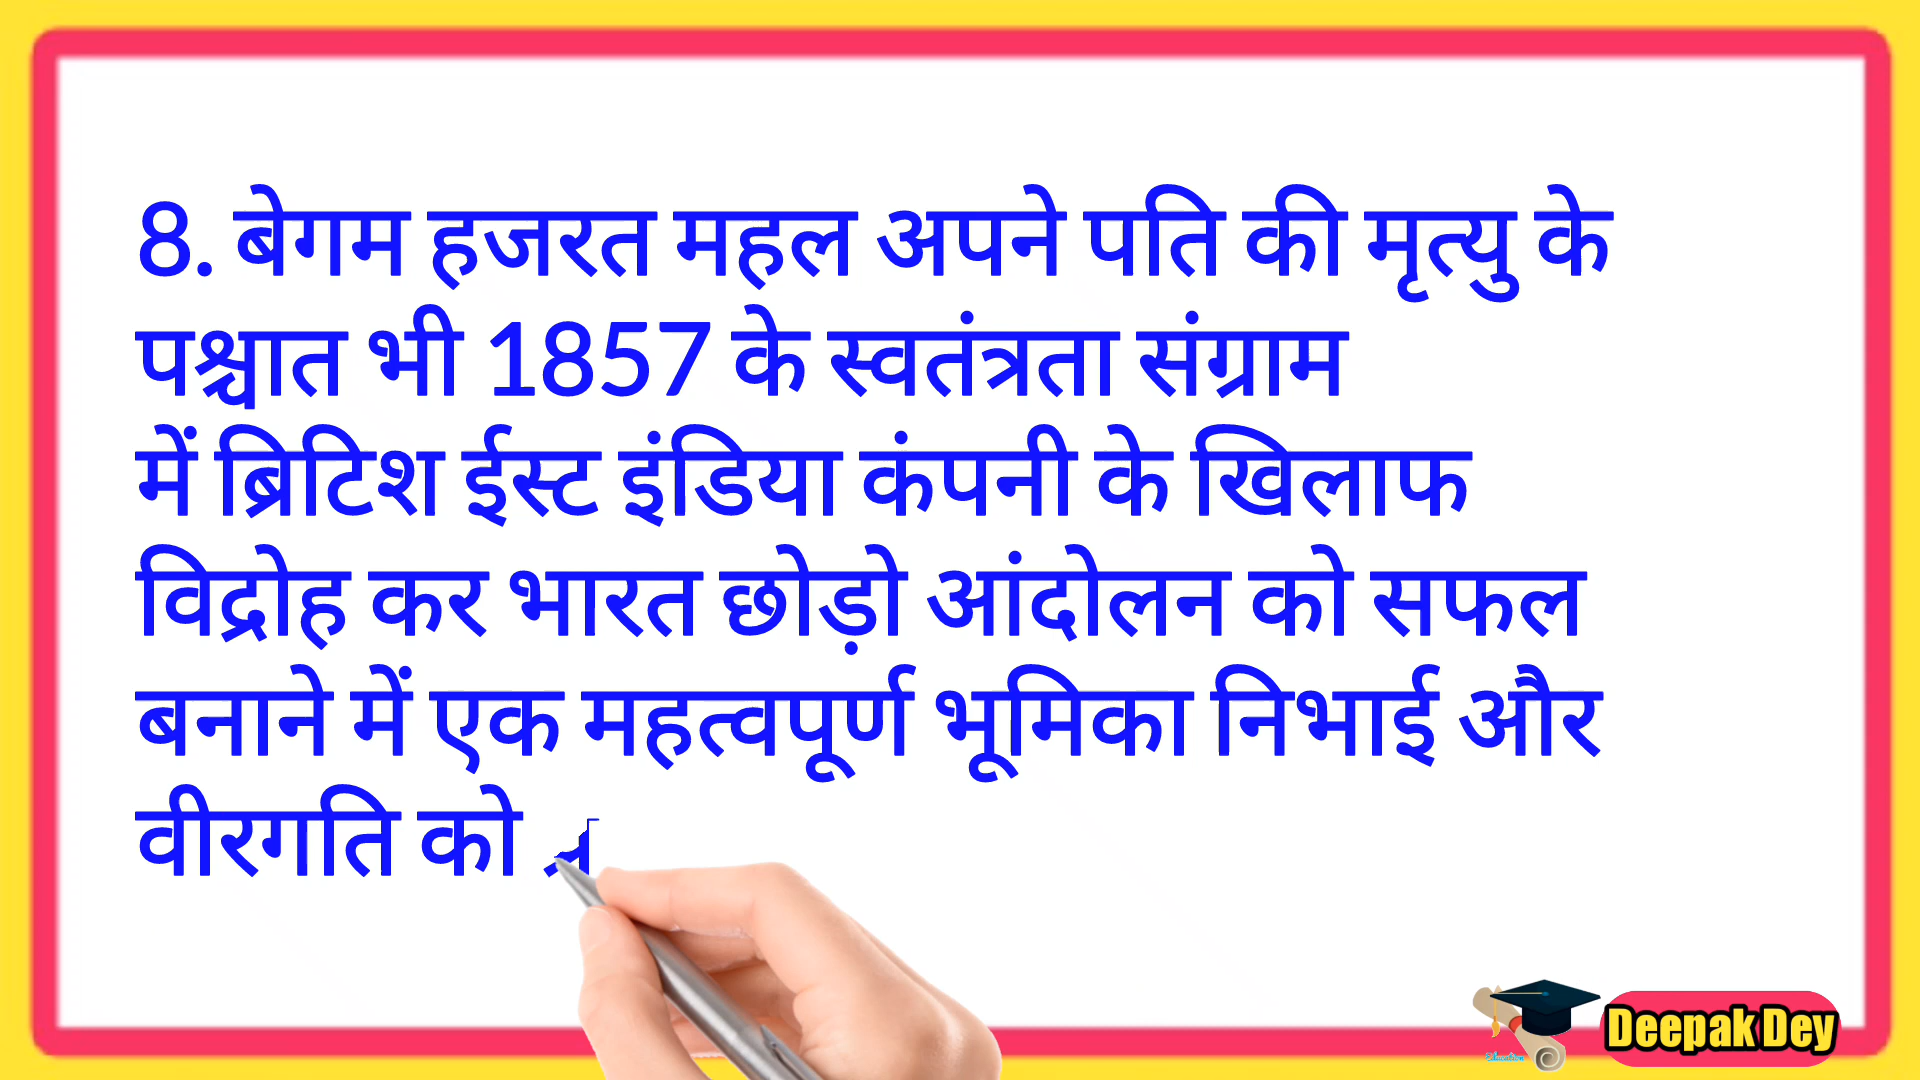 8. बेगम हजरत महल अपने पति की मृत्यु के
पश्चात भी 1857 के स्वतंत्रता संग्राम
में ब्रिटिश ईस्ट इंडिया कंपनी के खिलाफ
विद्रोह कर भारत छोड़ो आंदोलन को सफल
बनाने में एक महत्वपूर्ण भूमिका निभाई और
वीरगति को
Education
Deepak Dey